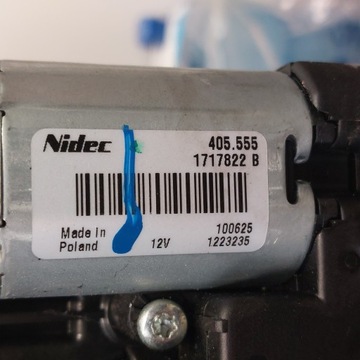 Nidec 405.555
1717822 B
Made in Poland 12V
100625
1223235